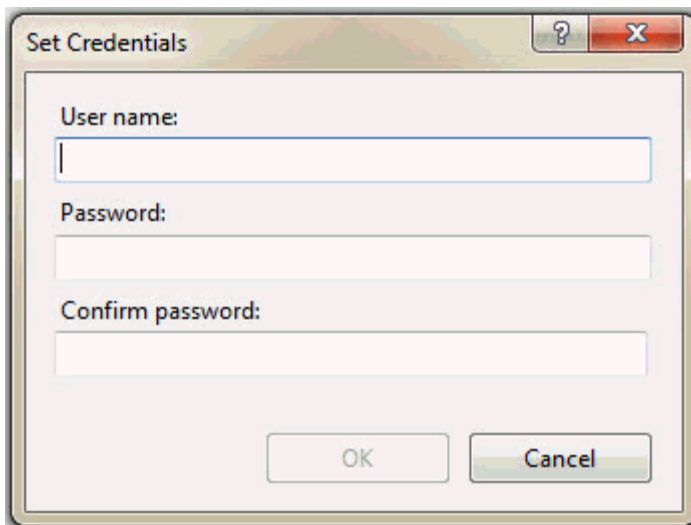 Set Credentials
User name:
Password:
Confirm password:
OK
Cancel